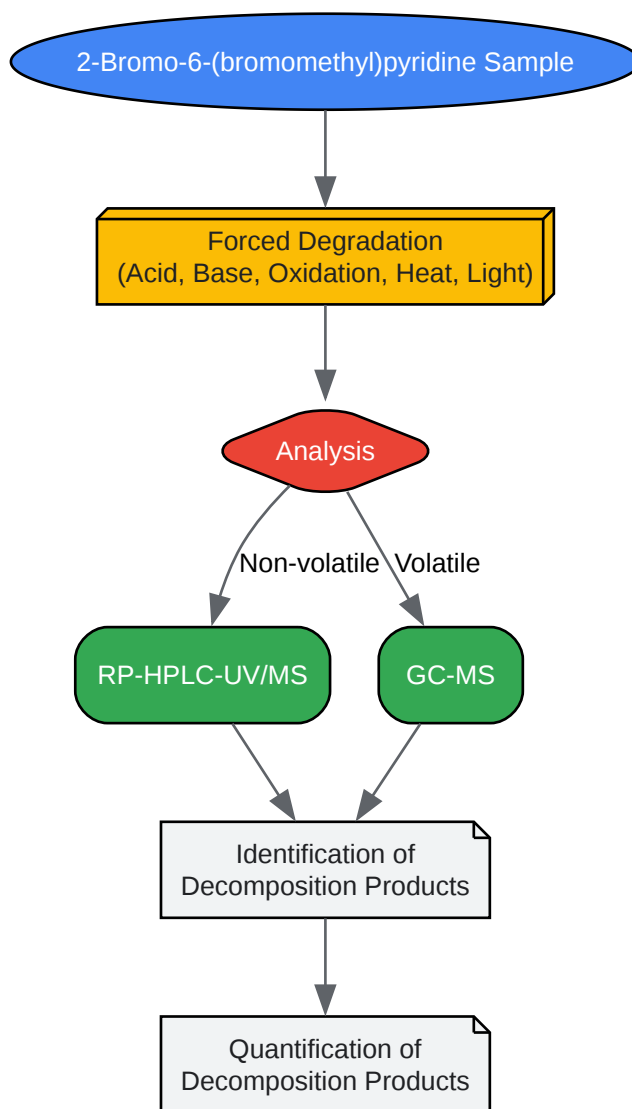 2-Bromo-6-(bromomethyl)pyridine Sample
Forced Degradation
(Acid, Base, Oxidation, Heat, Light)
Analysis
Non-volatile
Volatile
RP-HPLC-UV/MS
GC-MS
Identification of
Decomposition Products
Quantification of
Decomposition Products